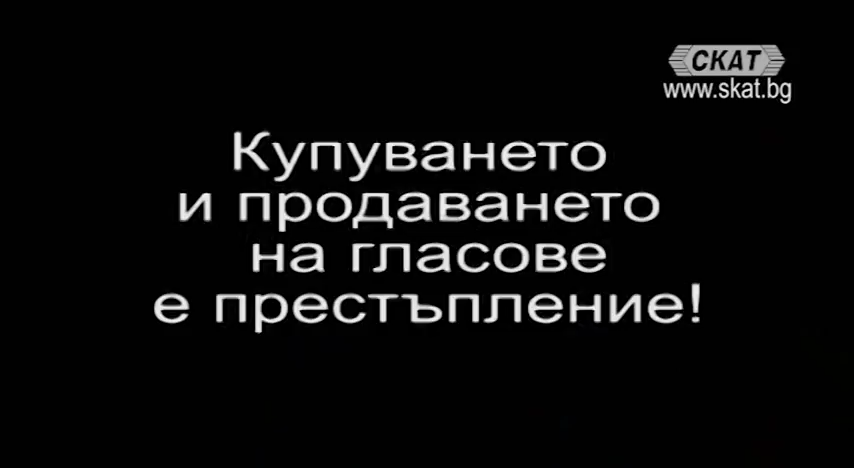 СКАТ
www.skat.bg
Купуването
и продаването
на гласове
е престъпление!